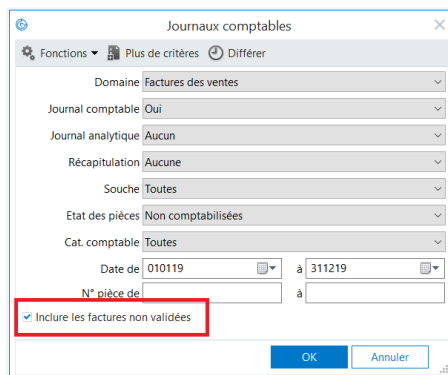 Journaux comptables
Fonctions Plus de critères Différer
Domaine Factures des ventes
Journal comptable Oui
Journal analytique Aucun
Récapitulation Aucune
Souche Toutes
Etat des pièces Non comptabilisées
Cat. comptable Toutes
Date de 010119 à 311219
N° pièce de à
Inclure les factures non validées
OK Annuler